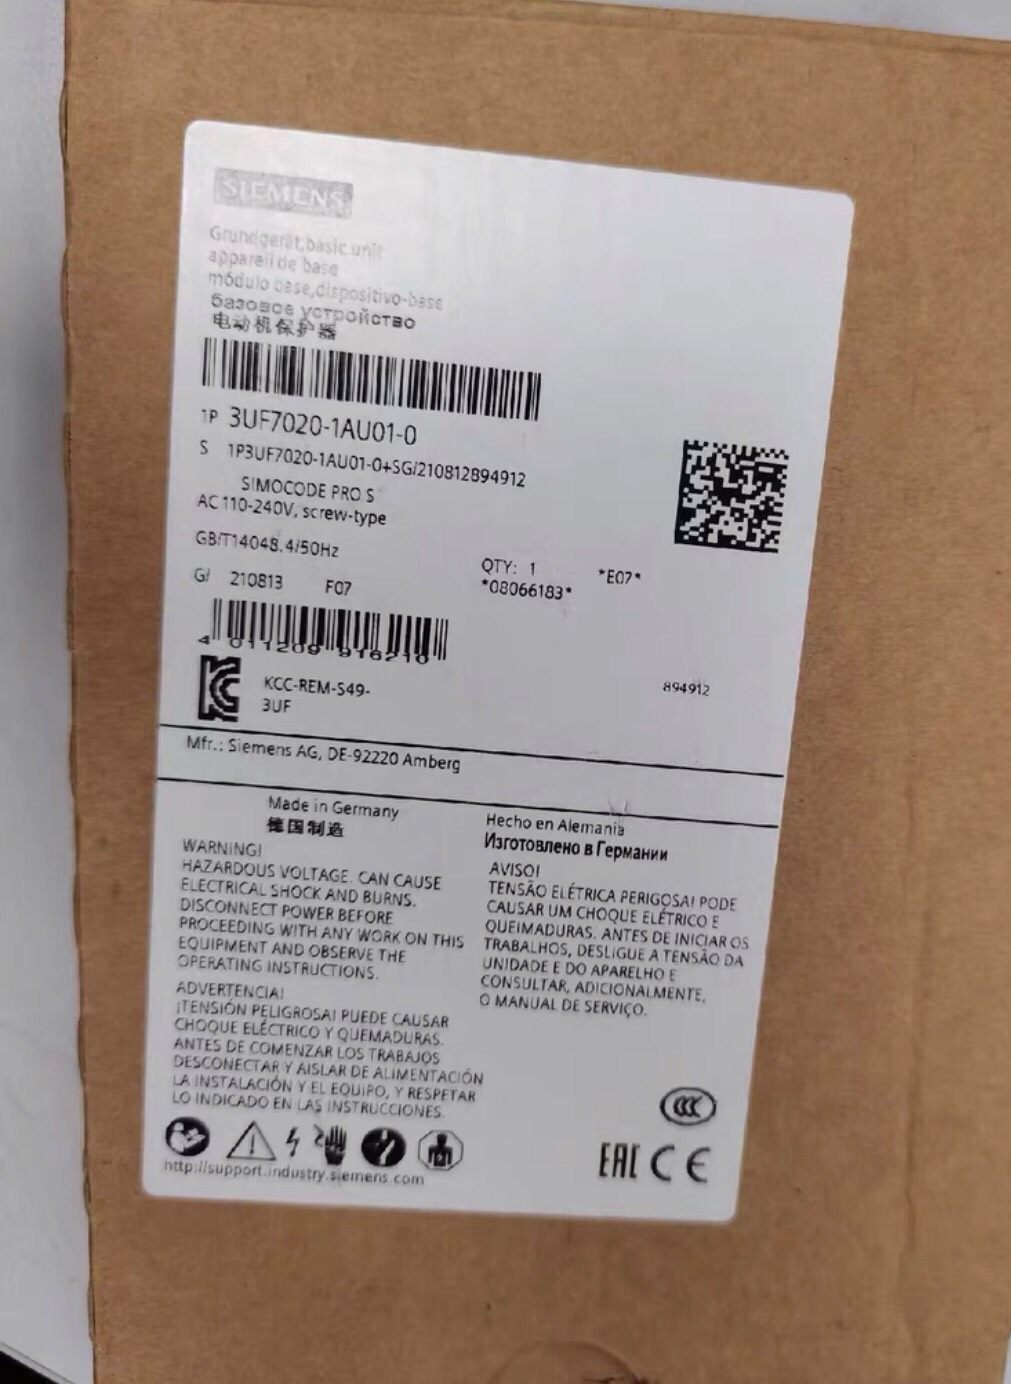 SIEMENS
Grundgerät,basic unit
appareil de base
módulo base,dispositivo-base
базовое устройство
电动机保护器
1P 3UF7020-1AU01-0
S 1P3UF7020-1AU01-0+SG/210812894912
SIMOCODE PRO S
AC 110-240V, screw-type
GB/T14048.4/50Hz
QTY: 1 *E07*
G/ 210813 F07 *08066183*
4 011209 916210
KCC-REM-S49-
3UF
894912
Mfr.: Siemens AG, DE-92220 Amberg
Made in Germany
德国制造
WARNING!
HAZARDOUS VOLTAGE. CAN CAUSE
ELECTRICAL SHOCK AND BURNS.
DISCONNECT POWER BEFORE
PROCEEDING WITH ANY WORK ON THIS
EQUIPMENT AND OBSERVE THE
OPERATING INSTRUCTIONS.
ADVERTENCIA!
¡TENSIÓN PELIGROSA! PUEDE CAUSAR
CHOQUE ELÉCTRICO Y QUEMADURAS.
ANTES DE COMENZAR LOS TRABAJOS
DESCONECTAR Y AISLAR DE ALIMENTACIÓN
LA INSTALACIÓN Y EL EQUIPO, Y RESPETAR
LO INDICADO EN LAS INSTRUCCIONES.
Hecho en Alemania
Изготовлено в Германии
AVISO!
TENSÃO ELÉTRICA PERIGOSA! PODE
CAUSAR UM CHOQUE ELÉTRICO E
QUEIMADURAS. ANTES DE INICIAR OS
TRABALHOS, DESLIGUE A TENSÃO DA
UNIDADE E DO APARELHO E
CONSULTAR, ADICIONALMENTE,
O MANUAL DE SERVIÇO.
CCC
EAC CE
http://support.industry.siemens.com